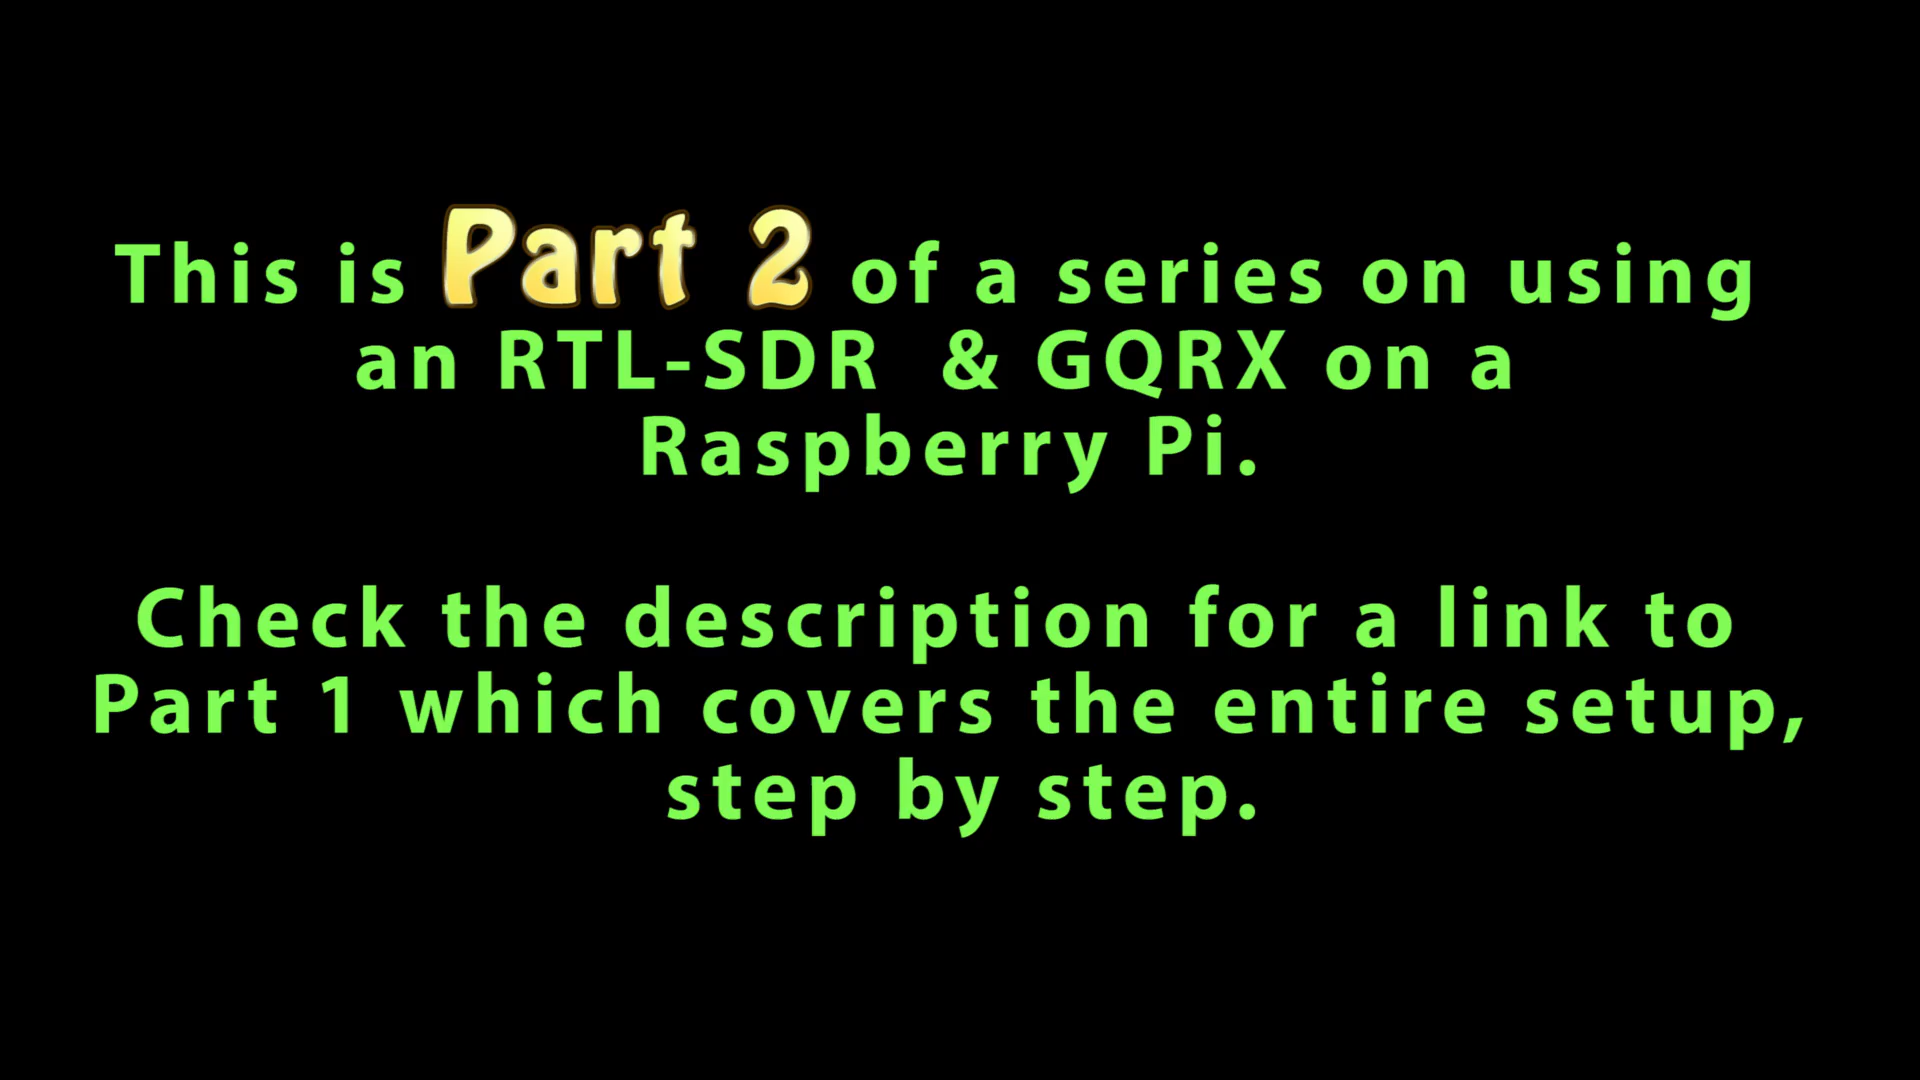 This is Part 2 of a series on using
an RTL-SDR & GQRX on a
Raspberry Pi.
Check the description for a link to
Part 1 which covers the entire setup,
step by step.